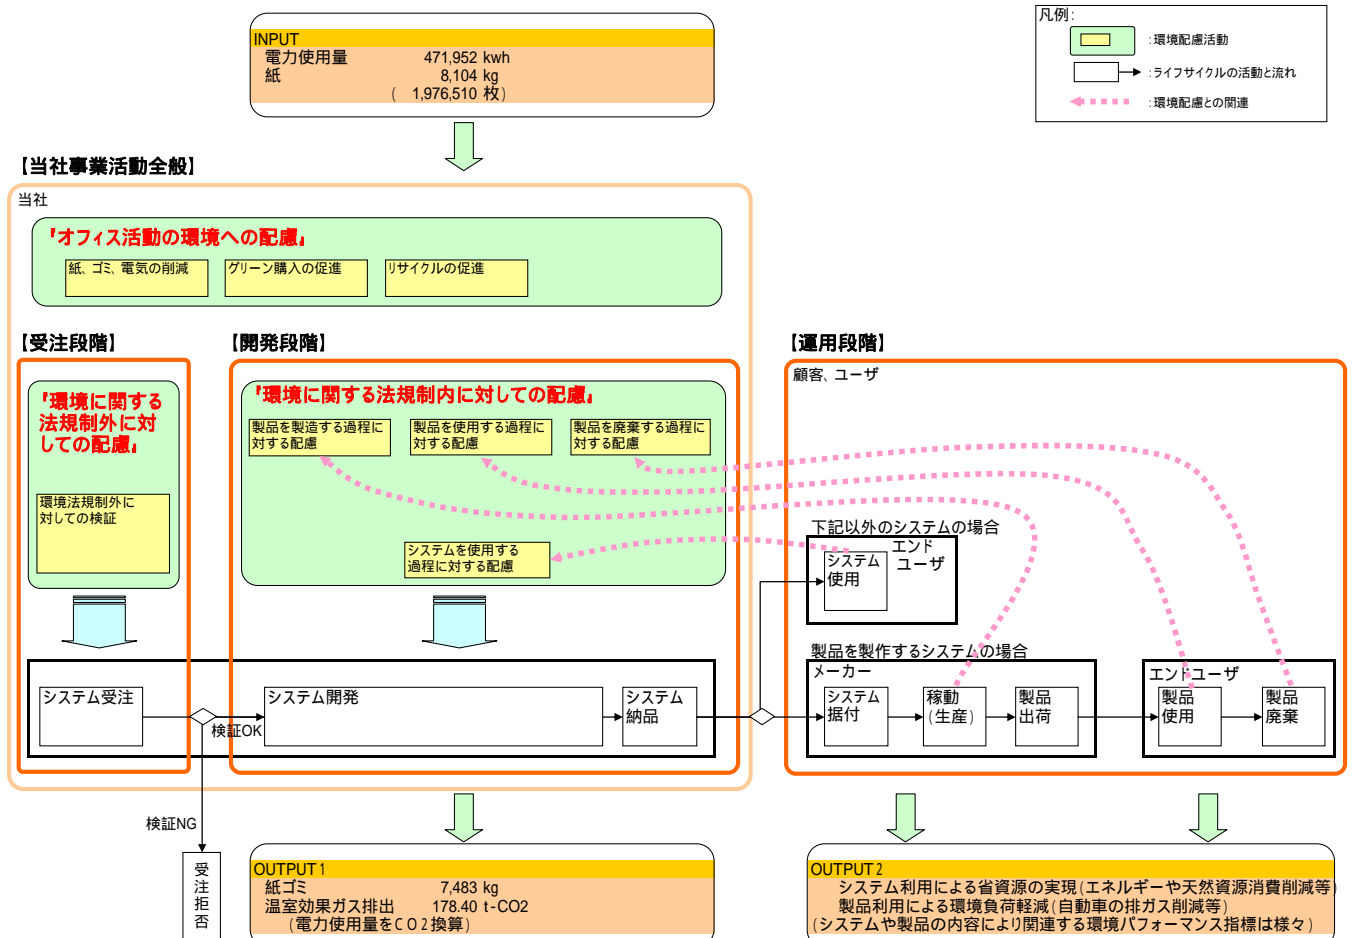 凡例:
:環境配慮活動
:ライフサイクルの活動と流れ
:環境配慮との関連
INPUT
電力使用量 471,952 kwh
紙 8,104 kg
( 1,976,510 枚)
【当社事業活動全般】
当社
『オフィス活動の環境への配慮』
紙、ゴミ、電気の削減
グリーン購入の促進
リサイクルの促進
【受注段階】
【開発段階】
【運用段階】
『環境に関する
法規制外に対
しての配慮』
環境法規制外に
対しての検証
『環境に関する法規制内に対しての配慮』
製品を製造する過程に
対する配慮
製品を使用する過程に
対する配慮
製品を廃棄する過程に
対する配慮
システムを使用する
過程に対する配慮
顧客、ユーザ
下記以外のシステムの場合
エンド
ユーザ
システム
使用
製品を製作するシステムの場合
メーカー
システム
据付
稼動
(生産)
製品
出荷
エンドユーザ
製品
使用
製品
廃棄
システム受注
検証OK
システム開発
システム
納品
検証NG
受注拒否
OUTPUT1
紙ゴミ 7,483 kg
温室効果ガス排出 178.40 t-CO2
(電力使用量をCO2換算)
OUTPUT2
システム利用による省資源の実現(エネルギーや天然資源消費削減等)
製品利用による環境負荷軽減(自動車の排ガス削減等)
(システムや製品の内容により関連する環境パフォーマンス指標は様々)